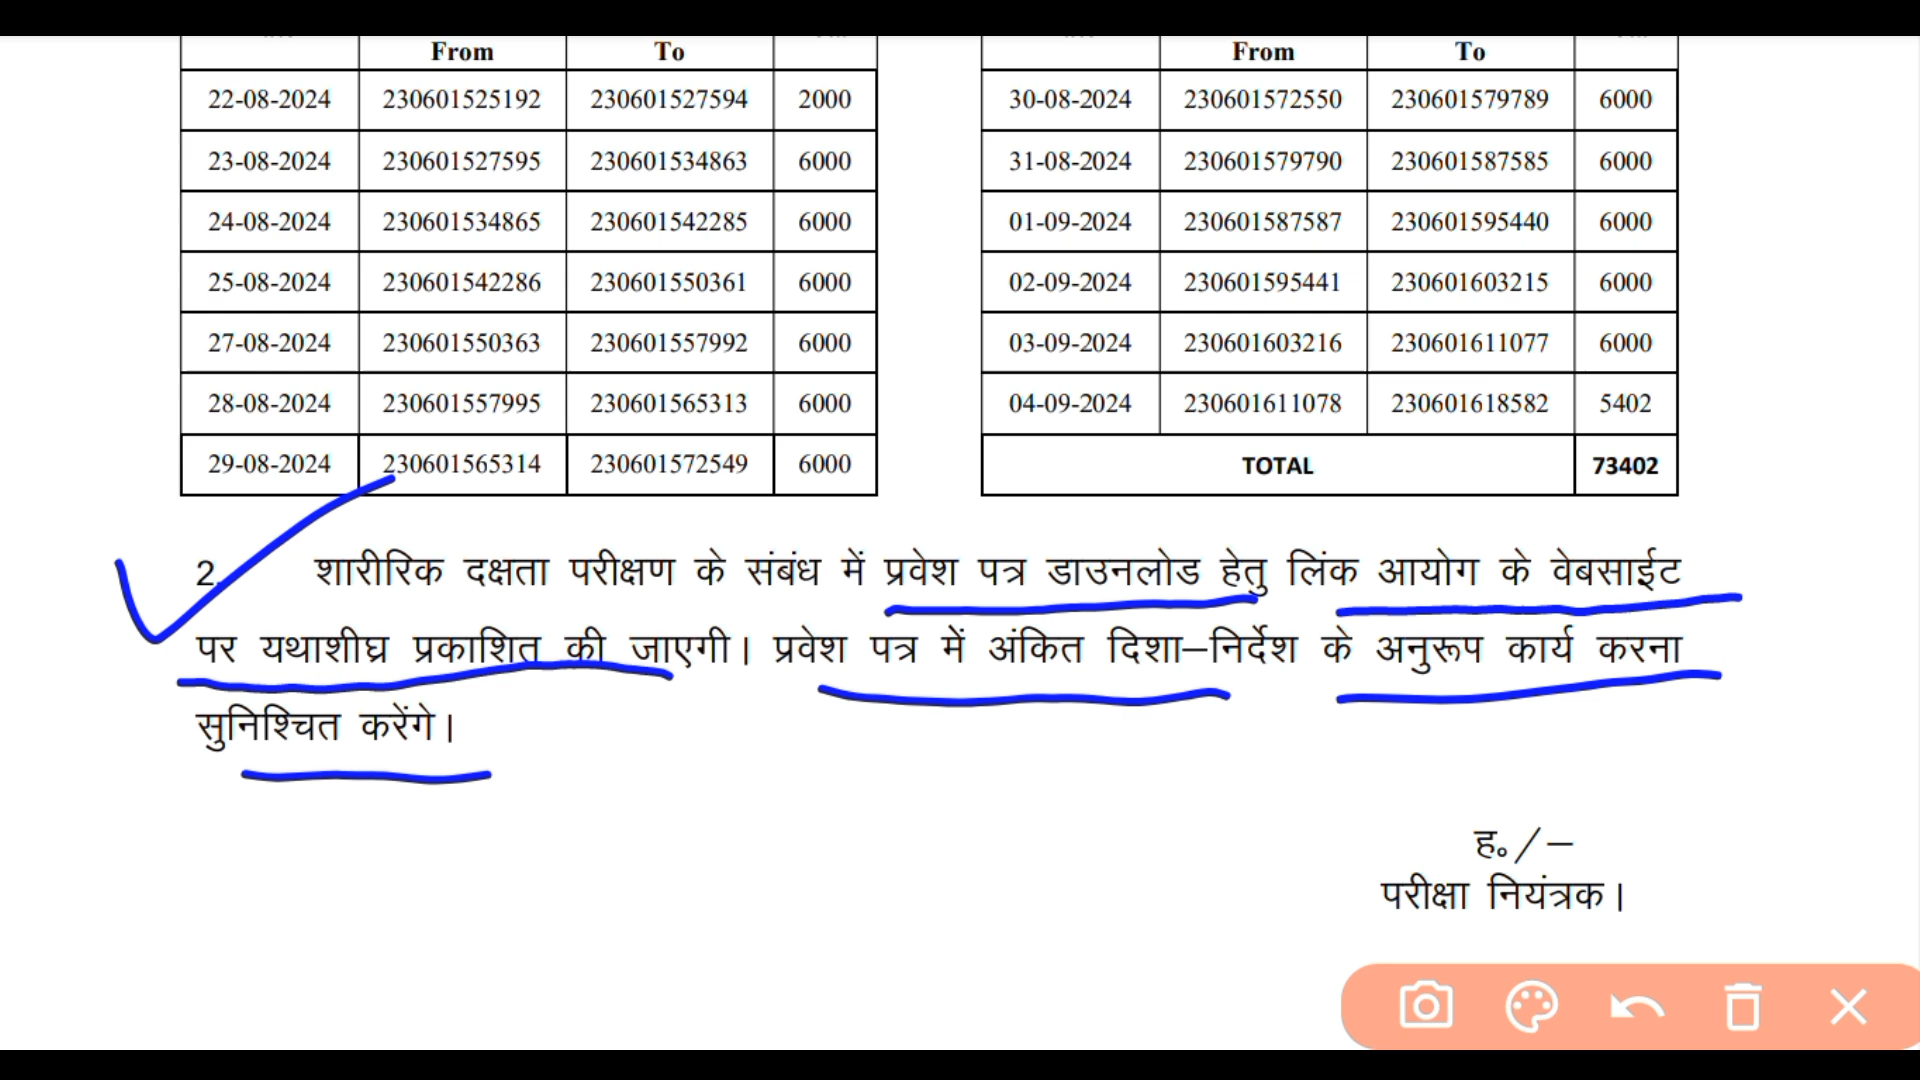 From To
22-08-2024 230601525192 230601527594 2000
23-08-2024 230601527595 230601534863 6000
24-08-2024 230601534865 230601542285 6000
25-08-2024 230601542286 230601550361 6000
27-08-2024 230601550363 230601557992 6000
28-08-2024 230601557995 230601565313 6000
29-08-2024 230601565314 230601572549 6000
From To
30-08-2024 230601572550 230601579789 6000
31-08-2024 230601579790 230601587585 6000
01-09-2024 230601587587 230601595440 6000
02-09-2024 230601595441 230601603215 6000
03-09-2024 230601603216 230601611077 6000
04-09-2024 230601611078 230601618582 5402
TOTAL 73402
2. शारीरिक दक्षता परीक्षण के संबंध में प्रवेश पत्र डाउनलोड हेतु लिंक आयोग के वेबसाईट
पर यथाशीघ्र प्रकाशित की जाएगी। प्रवेश पत्र में अंकित दिशा–निर्देश के अनुरूप कार्य करना
सुनिश्चित करेंगे।
ह०/–
परीक्षा नियंत्रक।